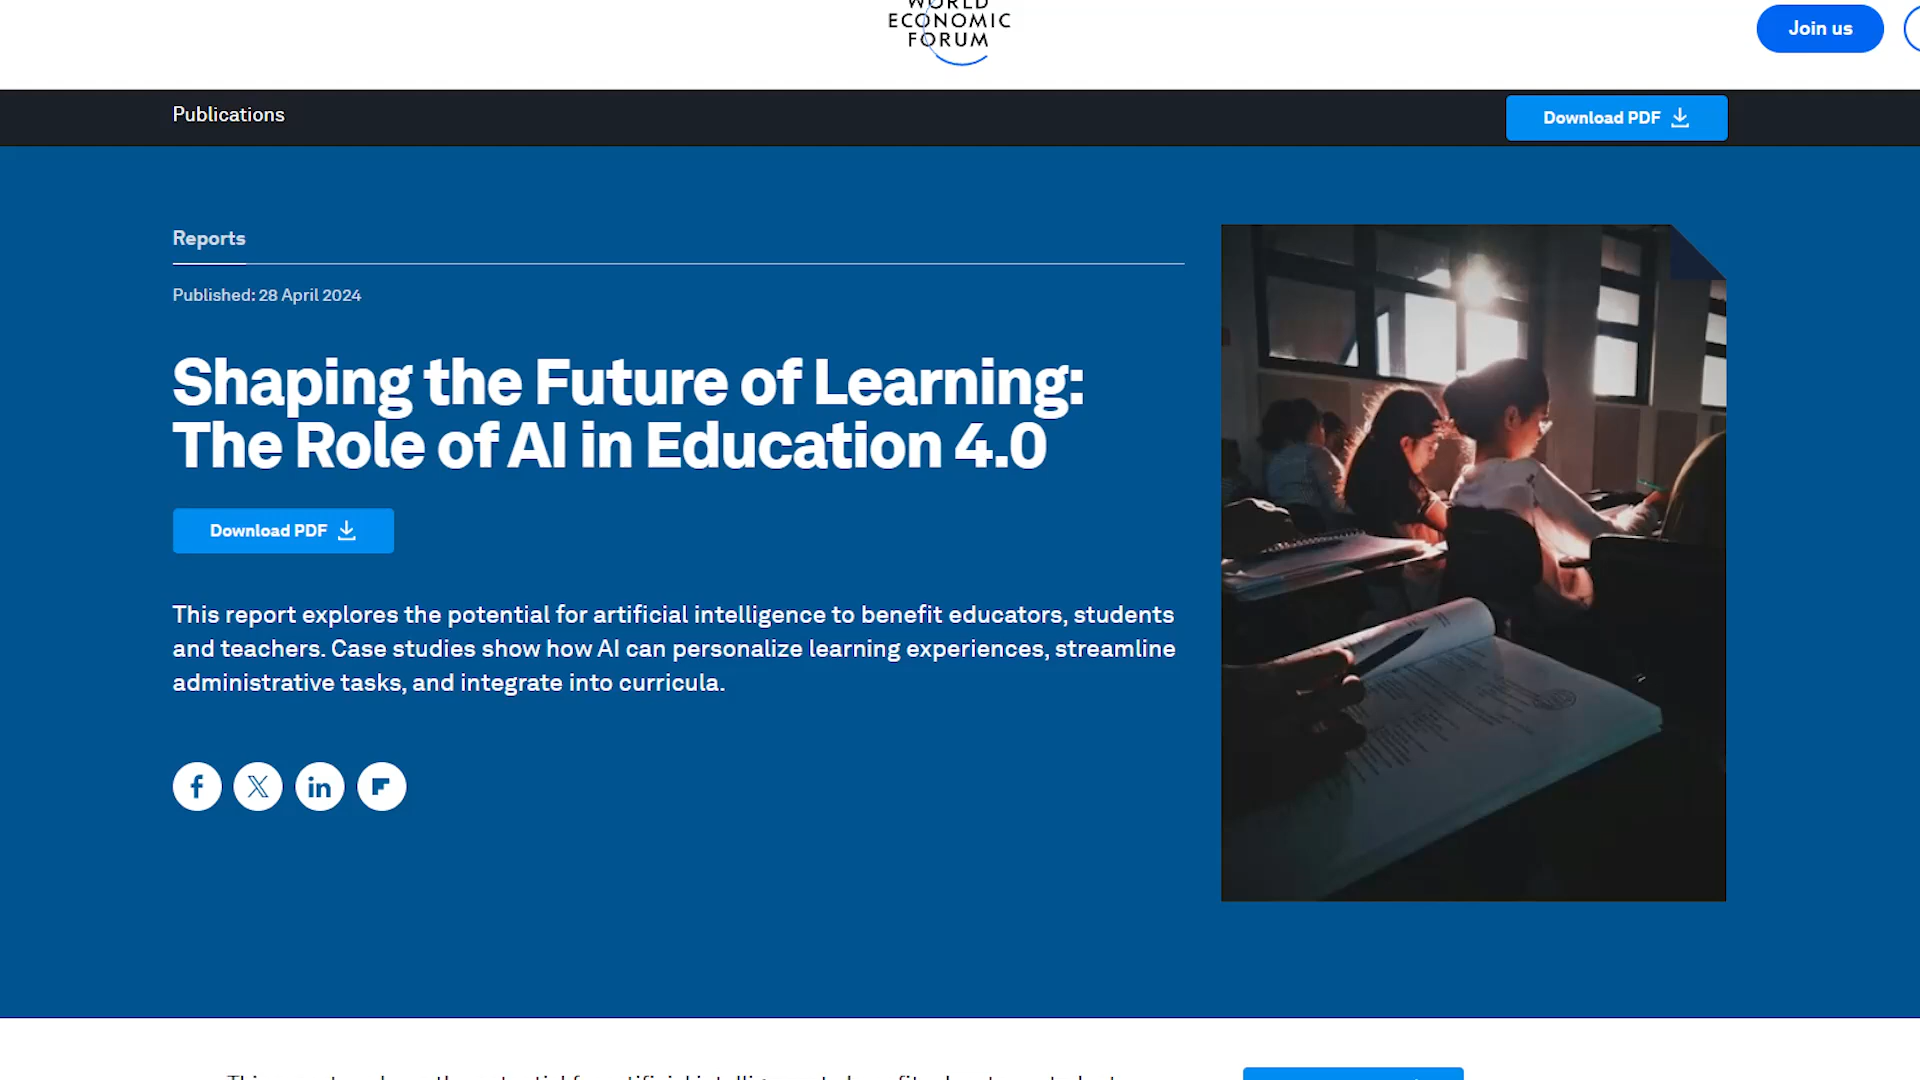 WORLD
ECONOMIC
FORUM
Join us
Publications
Download PDF
Reports
Published: 28 April 2024
Shaping the Future of Learning:
The Role of AI in Education 4.0
Download PDF
This report explores the potential for artificial intelligence to benefit educators, students
and teachers. Case studies show how AI can personalize learning experiences, streamline
administrative tasks, and integrate into curricula.